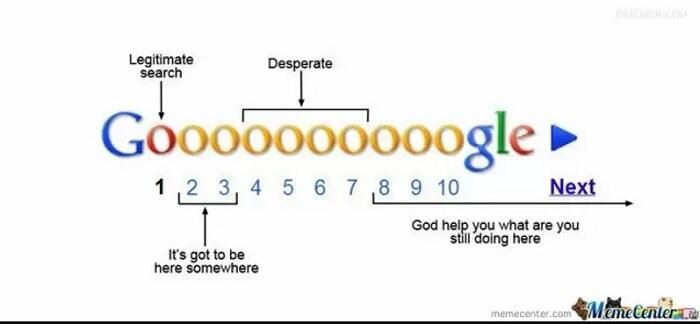 Legitimate
search
Desperate
Goooooooooogle
1 2 3 4 5 6 7 8 9 10 Next
It's got to be
here somewhere
God help you what are you
still doing here
memecenter.com MemeCenter